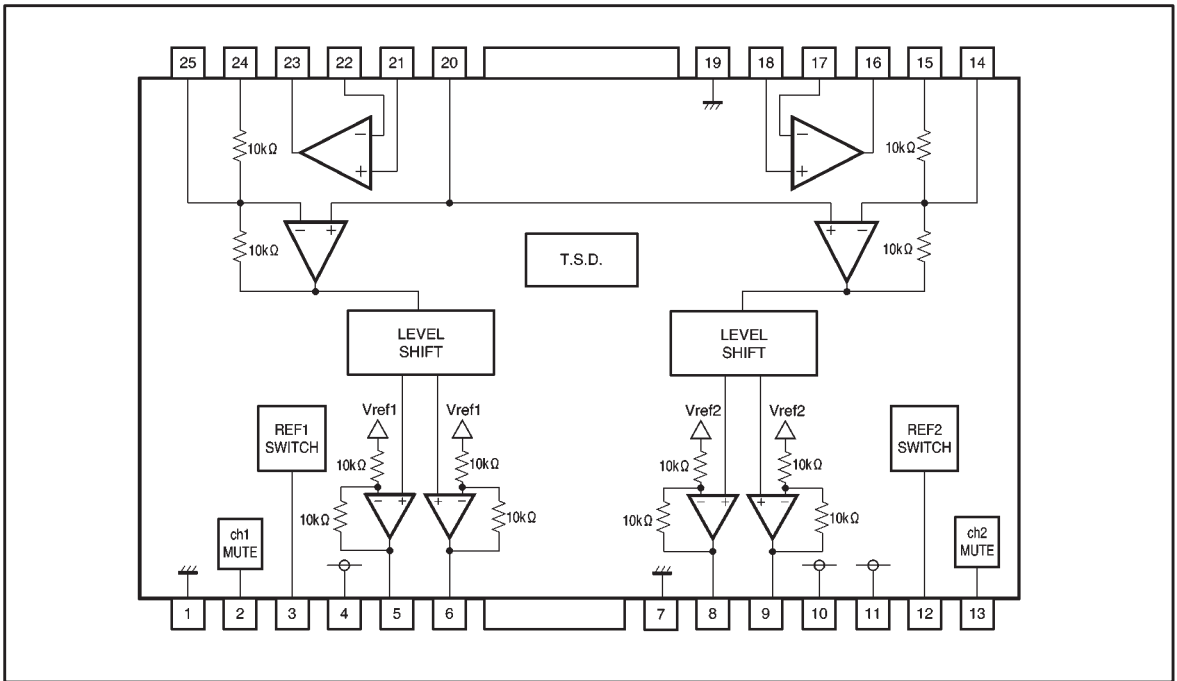 25 24 23 22 21 20 19 18 17 16 15 14
10kΩ
−
+
−
+
10kΩ
10kΩ
− +
+ −
10kΩ
T.S.D.
LEVEL
SHIFT
LEVEL
SHIFT
REF1
SWITCH
Vref1
Vref1
Vref2
Vref2
REF2
SWITCH
10kΩ
10kΩ
10kΩ
10kΩ
− +
+ −
− +
+ −
10kΩ
10kΩ
10kΩ
10kΩ
ch1
MUTE
ch2
MUTE
1 2 3 4 5 6 7 8 9 10 11 12 13